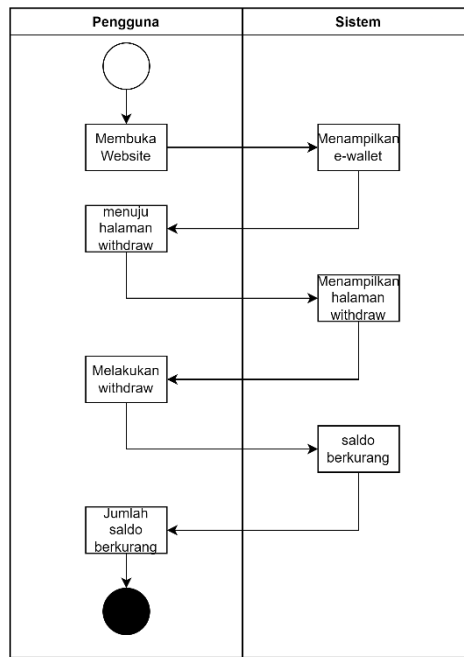 Pengguna
Sistem
Membuka
Website
Menampilkan
e-wallet
menuju
halaman
withdraw
Menampilkan
halaman
withdraw
Melakukan
withdraw
saldo
berkurang
Jumlah
saldo
berkurang